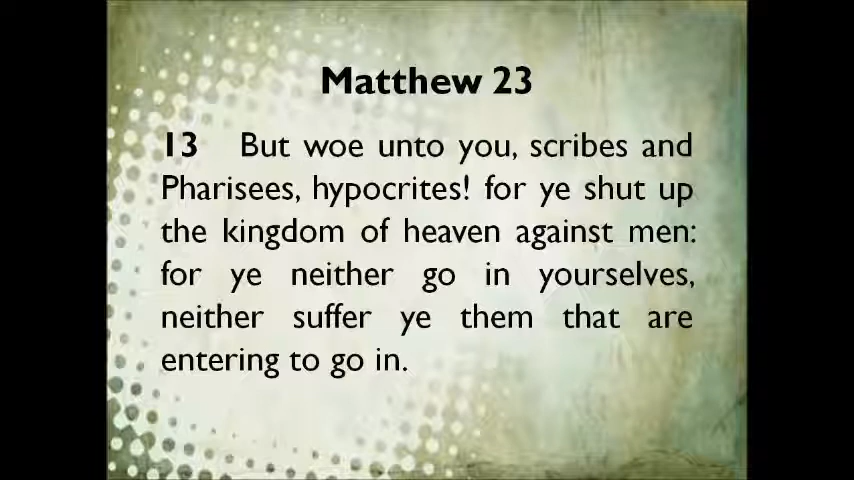 Matthew 23
13 But woe unto you, scribes and
Pharisees, hypocrites! for ye shut up
the kingdom of heaven against men:
for ye neither go in yourselves,
neither suffer ye them that are
entering to go in.